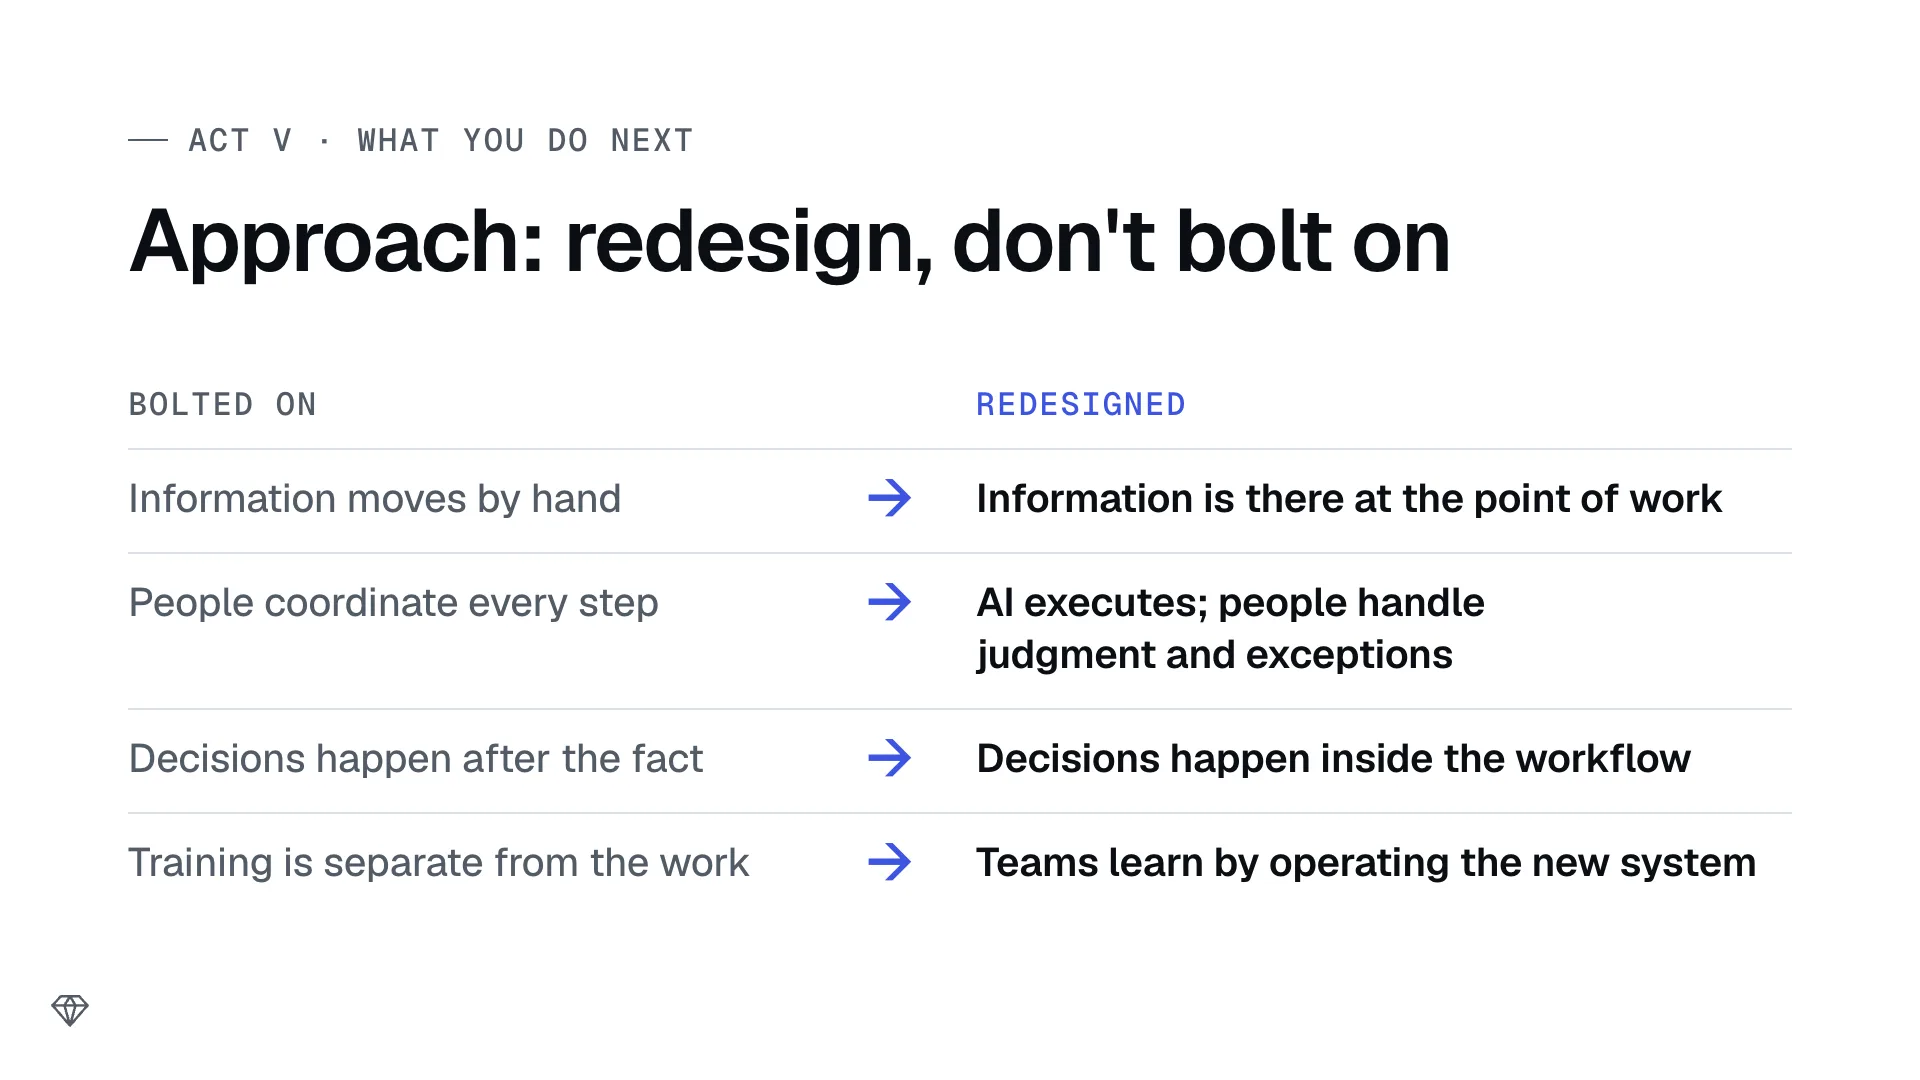 ACT V · WHAT YOU DO NEXT
Approach: redesign, don't bolt on
BOLTED ON
REDESIGNED
Information moves by hand
→
Information is there at the point of work
People coordinate every step
→
AI executes; people handle
judgment and exceptions
Decisions happen after the fact
→
Decisions happen inside the workflow
Training is separate from the work
→
Teams learn by operating the new system